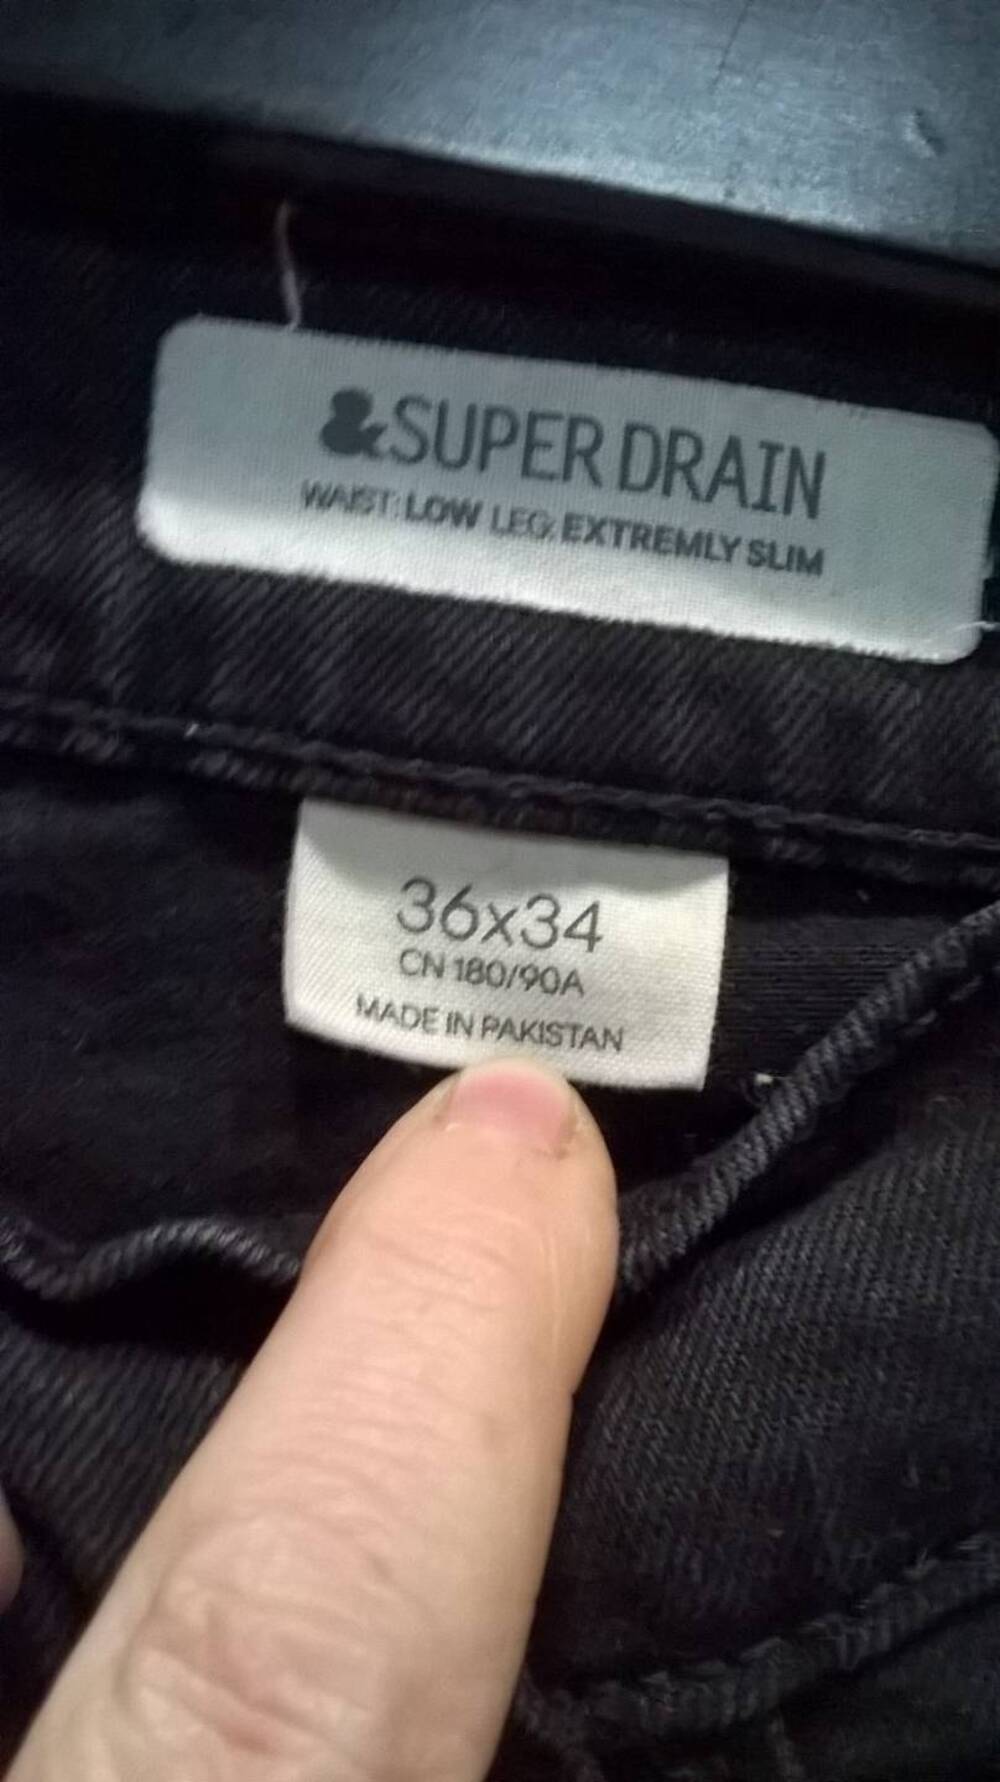 &SUPER DRAIN
WAIST: LOW LEG: EXTREMLY SLIM
36x34
CN 180/90A
MADE IN PAKISTAN